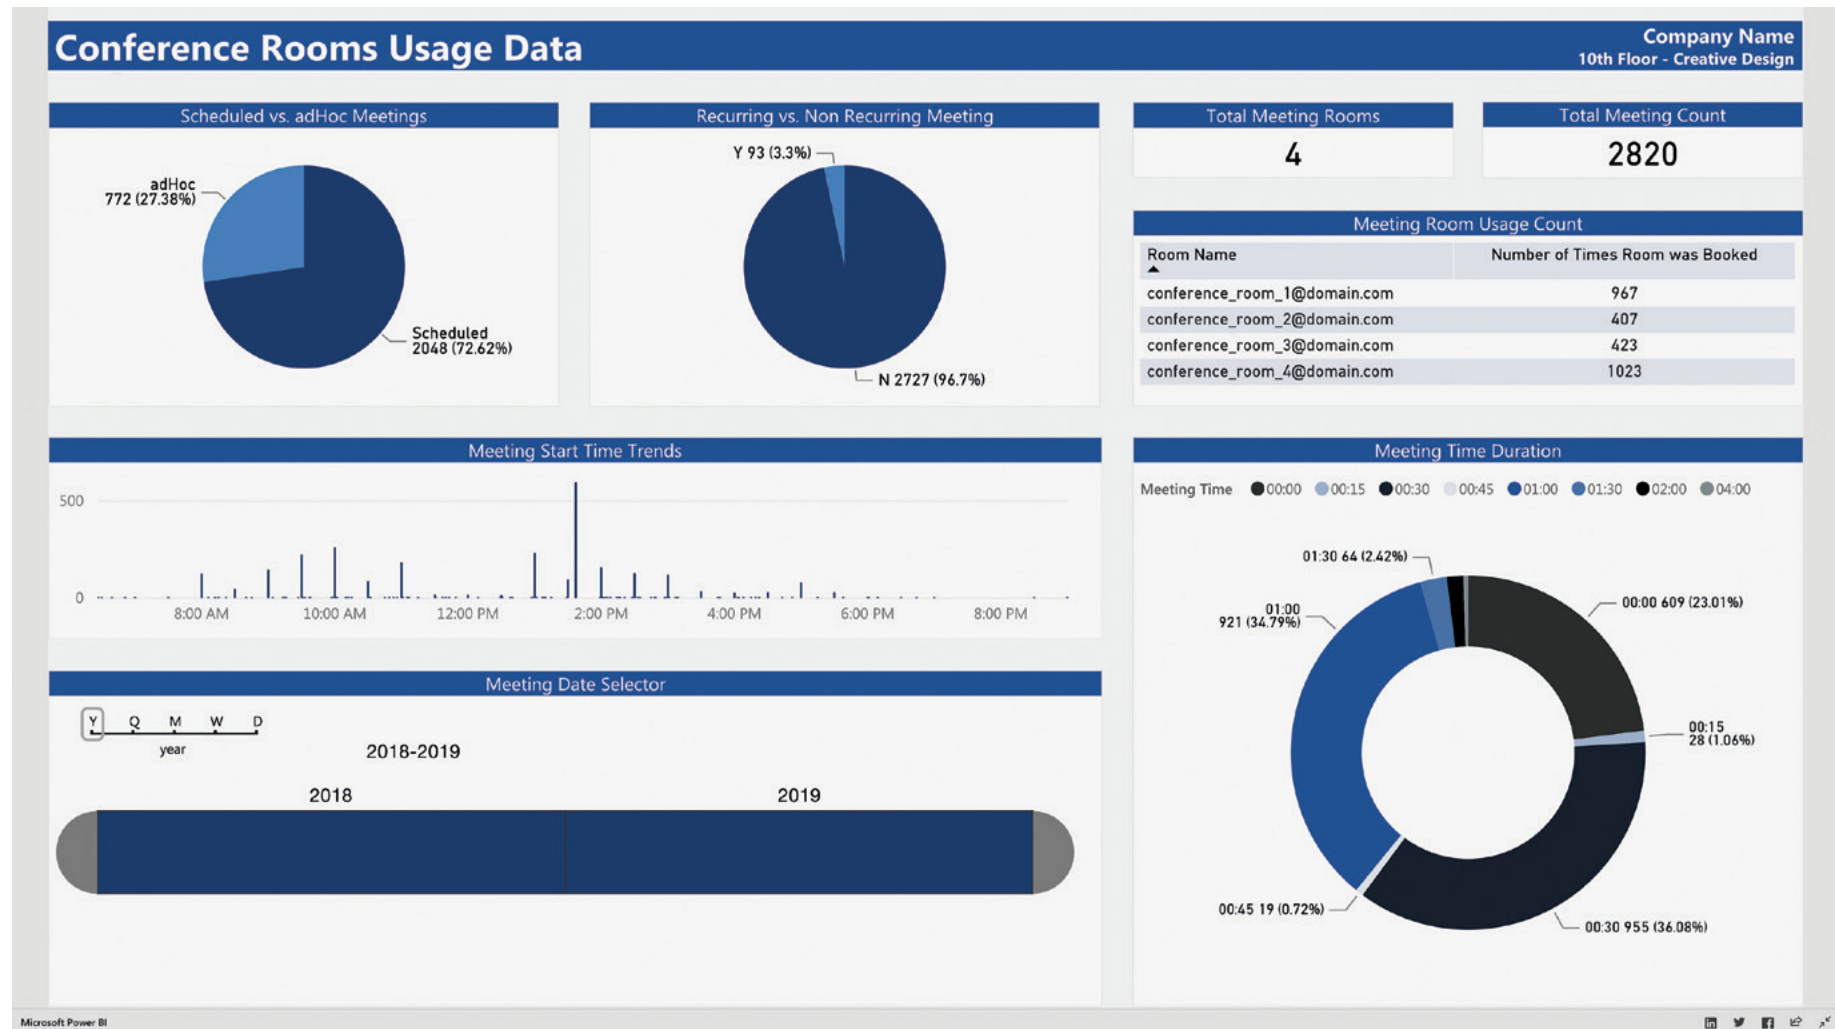 Conference Rooms Usage Data
Company Name
10th Floor - Creative Design
Scheduled vs. adHoc Meetings
adHoc
772 (27.38%)
Scheduled
2048 (72.62%)
Recurring vs. Non Recurring Meeting
Y 93 (3.3%)
N 2727 (96.7%)
Total Meeting Rooms
4
Total Meeting Count
2820
Meeting Room Usage Count
Room Name Number of Times Room was Booked
conference_room_1@domain.com 967
conference_room_2@domain.com 407
conference_room_3@domain.com 423
conference_room_4@domain.com 1023
Meeting Start Time Trends
500
0
8:00 AM 10:00 AM 12:00 PM 2:00 PM 4:00 PM 6:00 PM 8:00 PM
Meeting Date Selector
Y Q M W D
year
2018-2019
2018 2019
Meeting Time Duration
Meeting Time 00:00 00:15 00:30 00:45 01:00 01:30 02:00 04:00
01:30 64 (2.42%)
00:00 609 (23.01%)
01:00
921 (34.79%)
00:15
28 (1.06%)
00:45 19 (0.72%)
00:30 955 (36.08%)
Microsoft Power BI